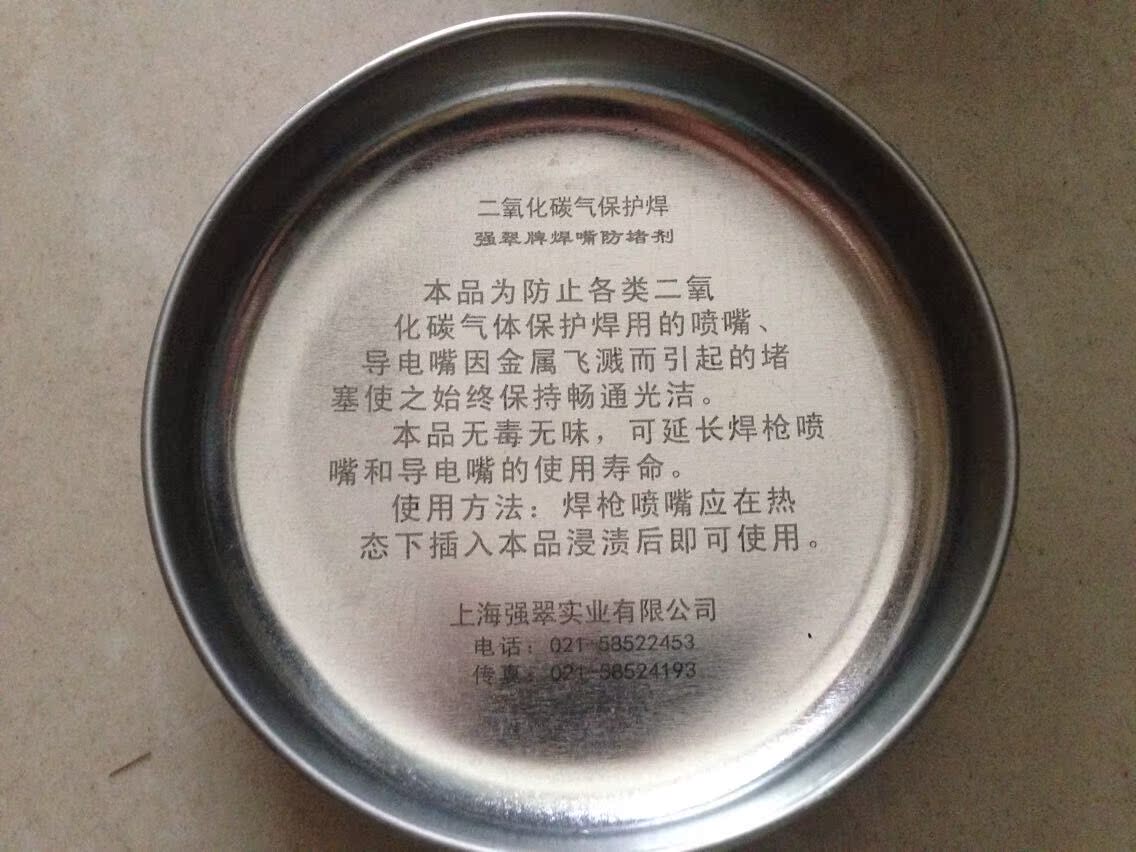 二氧化碳气保护焊
强翠牌焊嘴防堵剂
本品为防止各类二氧
化碳气体保护焊用的喷嘴、
导电嘴因金属飞溅而引起的堵
塞使之始终保持畅通光洁。
本品无毒无味，可延长焊枪喷
嘴和导电嘴的使用寿命。
使用方法：焊枪喷嘴应在热
态下插入本品浸渍后即可使用。
上海强翠实业有限公司
电话：021-58522453
传真：021-58524193